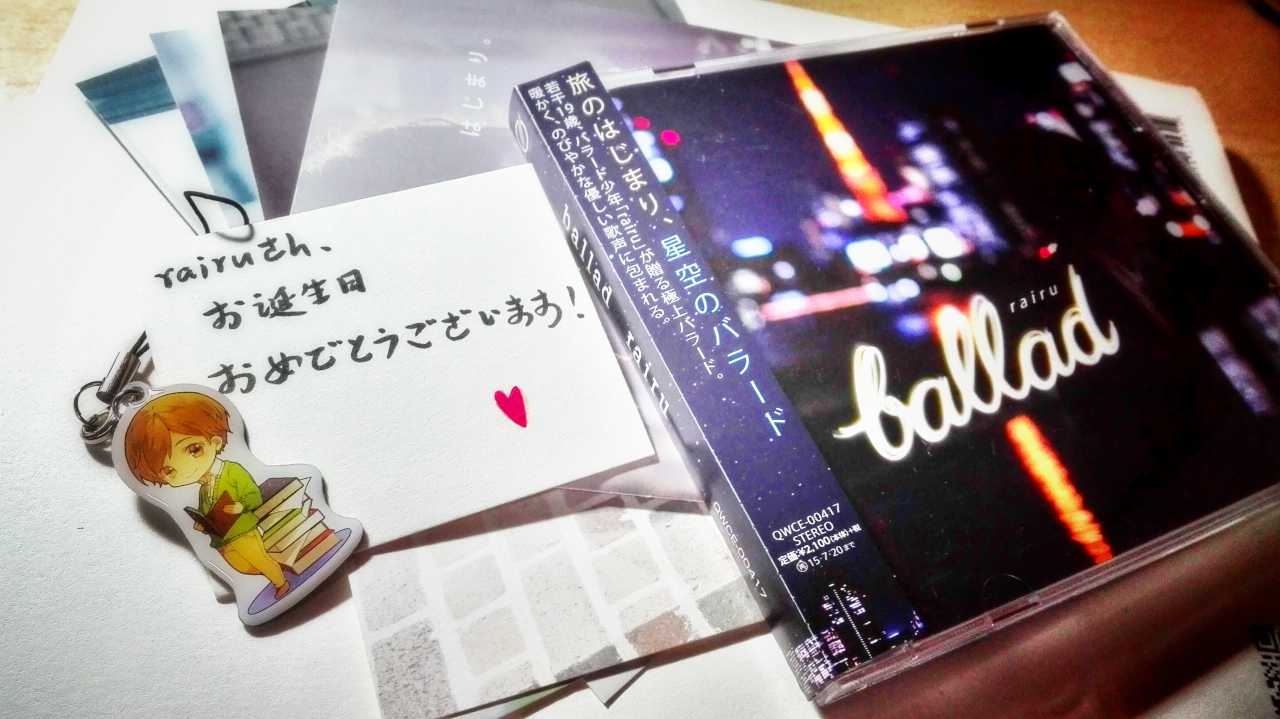 はじまり。
rairuさん、
お誕生日
おめでとうございます!
旅のはじまり、星空のバラード
若干19歳、バラード少年「rairu」が贈る極上バラード。
暖かく、のびやかな優しい歌声に包まれる。
ballad rairu
QWCE-00417
QWCE-00417
STEREO
定価:¥2,100(本体)+税
15・7・20まで
rairu
ballad